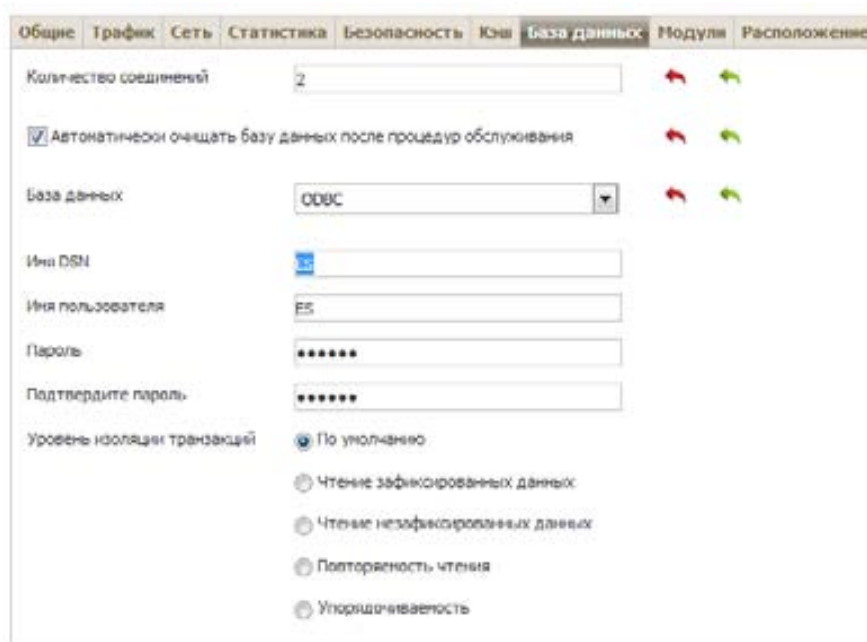 Общие Трафик Сеть Статистика Безопасность Кэш База данных Модули Расположение
Количество соединений 2
Автоматически очищать базу данных после процедур обслуживания
База данных ODBC
Имя DSN ES
Имя пользователя ES
Пароль ••••••
Подтвердите пароль ••••••
Уровень изоляции транзакций По умолчанию
Чтение зафиксированных данных
Чтение незафиксированных данных
Повторяемость чтения
Упорядочиваемость